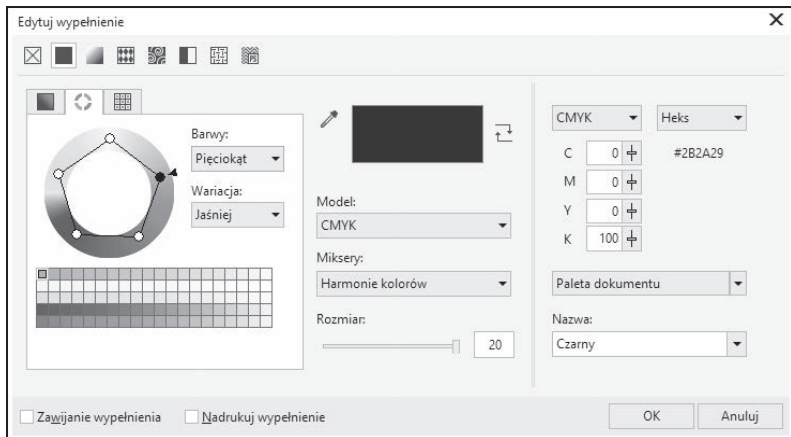 Edytuj wypełnienie
PS
Barwy:
Pięciokąt
Wariacja:
Jaśniej
Model:
CMYK
Miksery:
Harmonie kolorów
Rozmiar:
20
CMYK Heks
C 0 #2B2A29
M 0
Y 0
K 100
Paleta dokumentu
Nazwa:
Czarny
Zawijanie wypełnienia Nadrukuj wypełnienie OK Anuluj